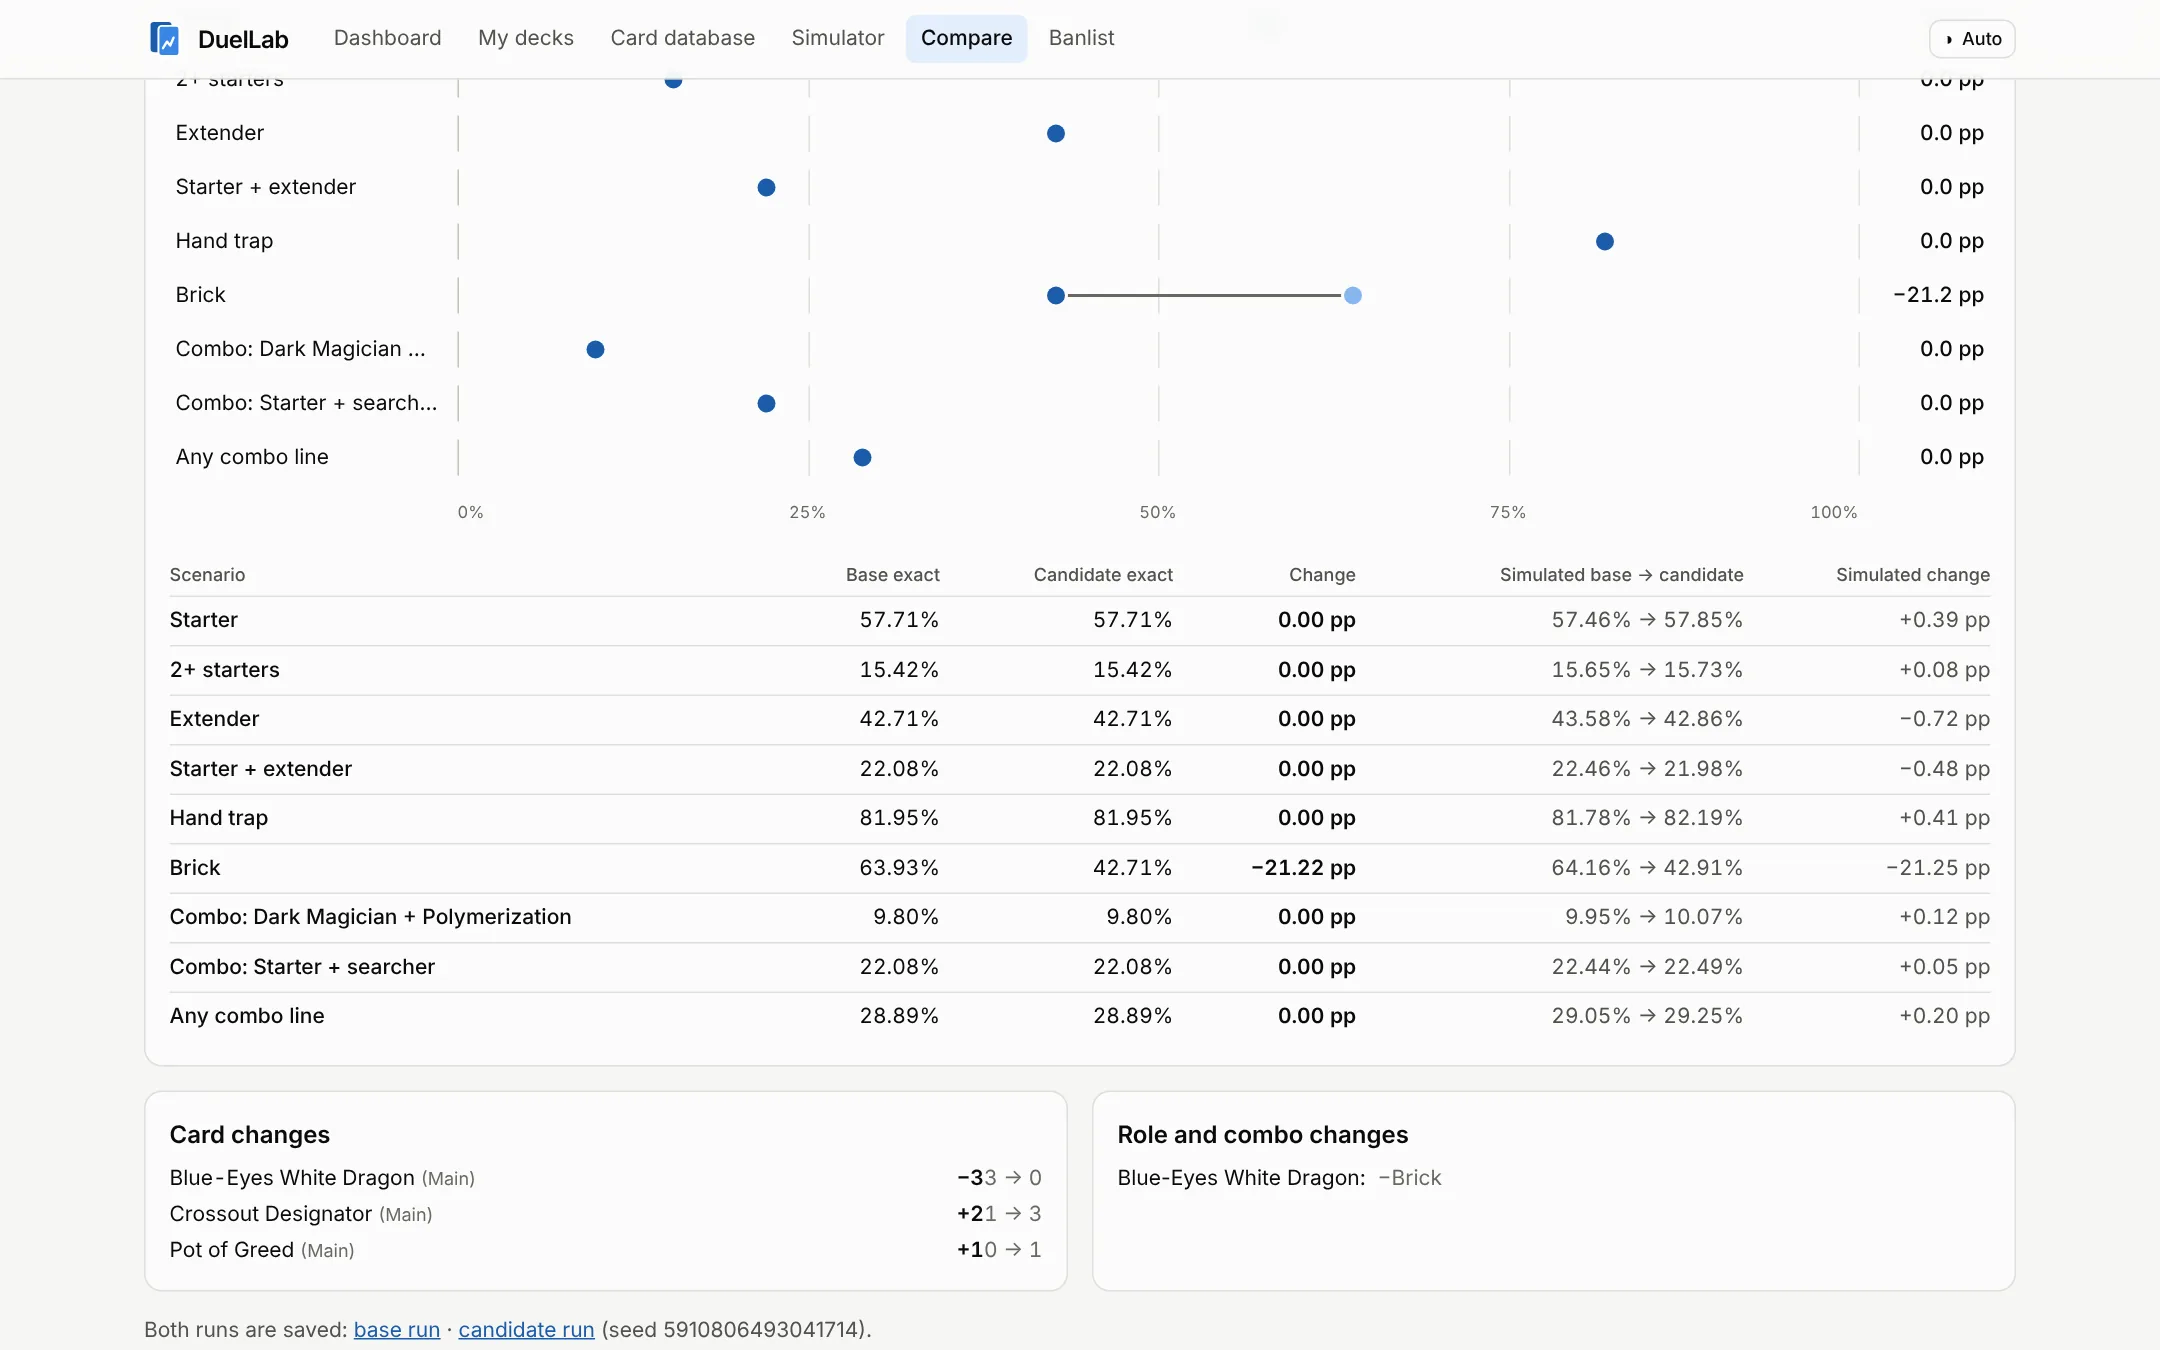 DuelLab Dashboard My decks Card database Simulator Compare Banlist Auto
2+ starters 0.0 pp
Extender 0.0 pp
Starter + extender 0.0 pp
Hand trap 0.0 pp
Brick −21.2 pp
Combo: Dark Magician ... 0.0 pp
Combo: Starter + search... 0.0 pp
Any combo line 0.0 pp
0% 25% 50% 75% 100%
Scenario Base exact Candidate exact Change Simulated base → candidate Simulated change
Starter 57.71% 57.71% 0.00 pp 57.46% → 57.85% +0.39 pp
2+ starters 15.42% 15.42% 0.00 pp 15.65% → 15.73% +0.08 pp
Extender 42.71% 42.71% 0.00 pp 43.58% → 42.86% −0.72 pp
Starter + extender 22.08% 22.08% 0.00 pp 22.46% → 21.98% −0.48 pp
Hand trap 81.95% 81.95% 0.00 pp 81.78% → 82.19% +0.41 pp
Brick 63.93% 42.71% −21.22 pp 64.16% → 42.91% −21.25 pp
Combo: Dark Magician + Polymerization 9.80% 9.80% 0.00 pp 9.95% → 10.07% +0.12 pp
Combo: Starter + searcher 22.08% 22.08% 0.00 pp 22.44% → 22.49% +0.05 pp
Any combo line 28.89% 28.89% 0.00 pp 29.05% → 29.25% +0.20 pp
Card changes
Blue-Eyes White Dragon (Main) −33 → 0
Crossout Designator (Main) +21 → 3
Pot of Greed (Main) +10 → 1
Role and combo changes
Blue-Eyes White Dragon: −Brick
Both runs are saved: base run · candidate run (seed 5910806493041714).